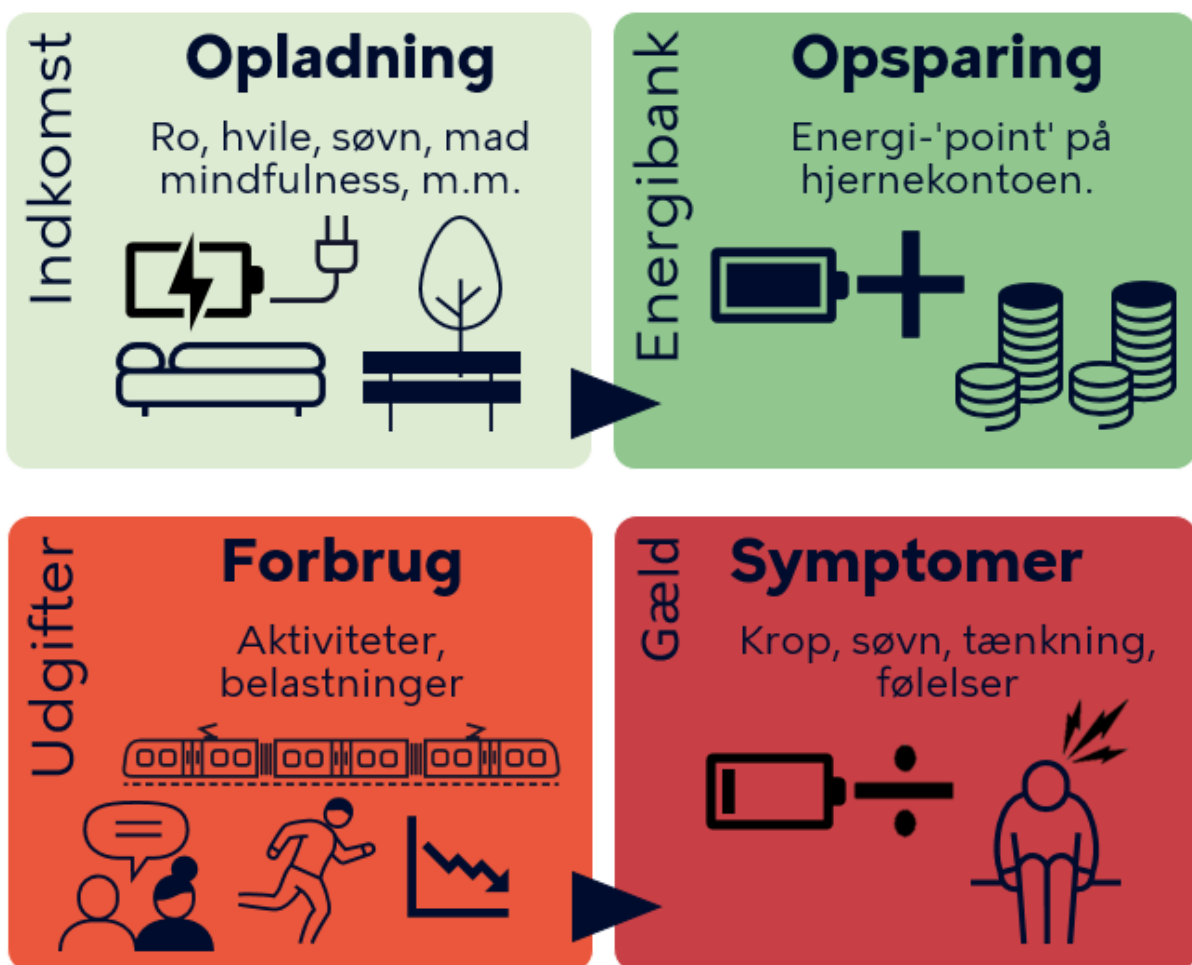 Indkomst
Opladning
Ro, hvile, søvn, mad
mindfulness, m.m.
Energibank
Opsparing
Energi-'point' på
hjernekontoen.
Udgifter
Forbrug
Aktiviteter,
belastninger
Gæld
Symptomer
Krop, søvn, tænkning,
følelser